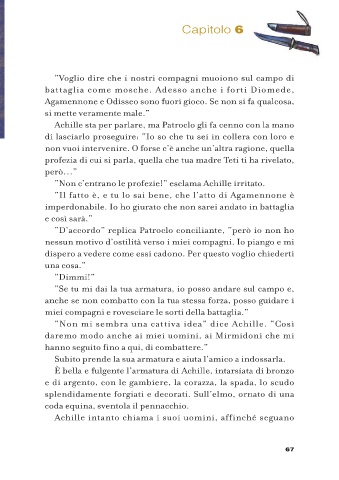 Capitolo 6
"Voglio dire che i nostri compagni muoiono sul campo di
battaglia come mosche. Adesso anche i forti Diomede,
Agamennone e Odisseo sono fuori gioco. Se non si fa qualcosa,
si mette veramente male."
Achille sta per parlare, ma Patroclo gli fa cenno con la mano
di lasciarlo proseguire: "Io so che tu sei in collera con loro e
non vuoi intervenire. O forse c'è anche un'altra ragione, quella
profezia di cui si parla, quella che tua madre Teti ti ha rivelato,
però…"
"Non c'entrano le profezie!" esclama Achille irritato.
"Il fatto è, e tu lo sai bene, che l'atto di Agamennone è
imperdonabile. Io ho giurato che non sarei andato in battaglia
e così sarà."
"D'accordo" replica Patroclo conciliante, "però io non ho
nessun motivo d'ostilità verso i miei compagni. Io piango e mi
dispero a vedere come essi cadono. Per questo voglio chiederti
una cosa."
"Dimmi!"
"Se tu mi dai la tua armatura, io posso andare sul campo e,
anche se non combatto con la tua stessa forza, posso guidare i
miei compagni e rovesciare le sorti della battaglia."
"Non mi sembra una cattiva idea" dice Achille. "Così
daremo modo anche ai miei uomini, ai Mirmidoni che mi
hanno seguito fino a qui, di combattere."
Subito prende la sua armatura e aiuta l'amico a indossarla.
È bella e fulgente l'armatura di Achille, intarsiata di bronzo
e di argento, con le gambiere, la corazza, la spada, lo scudo
splendidamente forgiati e decorati. Sull'elmo, ornato di una
coda equina, sventola il pennacchio.
Achille intanto chiama i suoi uomini, affinché seguano
67